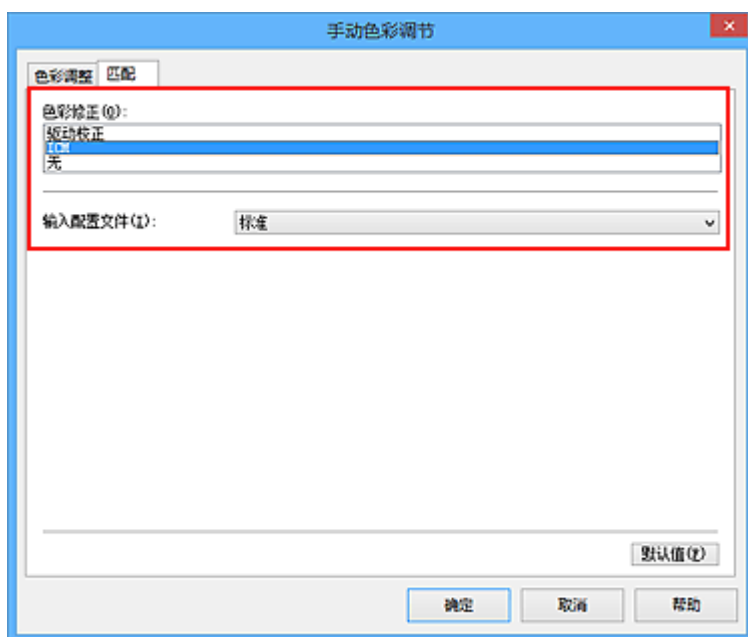 手动色彩调节
色彩调整 匹配
色彩修正(O):
驱动校正
ICM
无
输入配置文件(I): 标准
默认值(F)
确定 取消 帮助